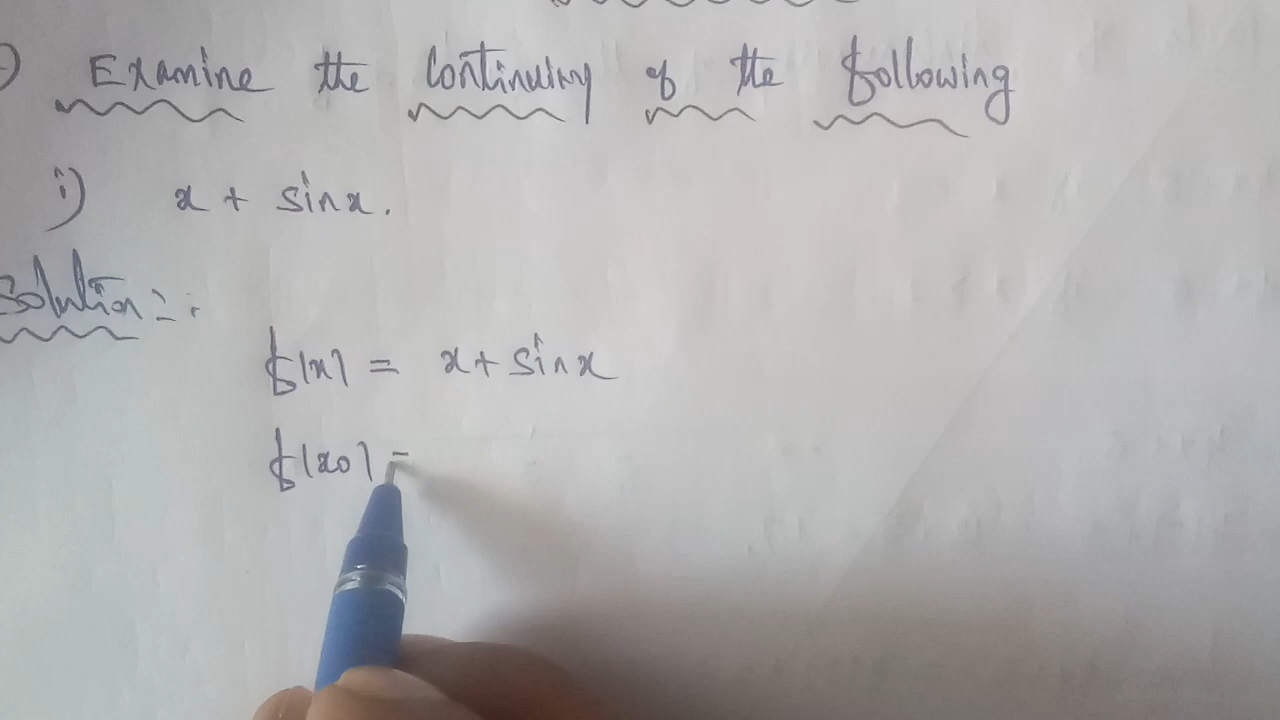 Examine the Continuity of the following
i) x + sinx.
Solution:-
f(x) = x + sinx
f(x0) =